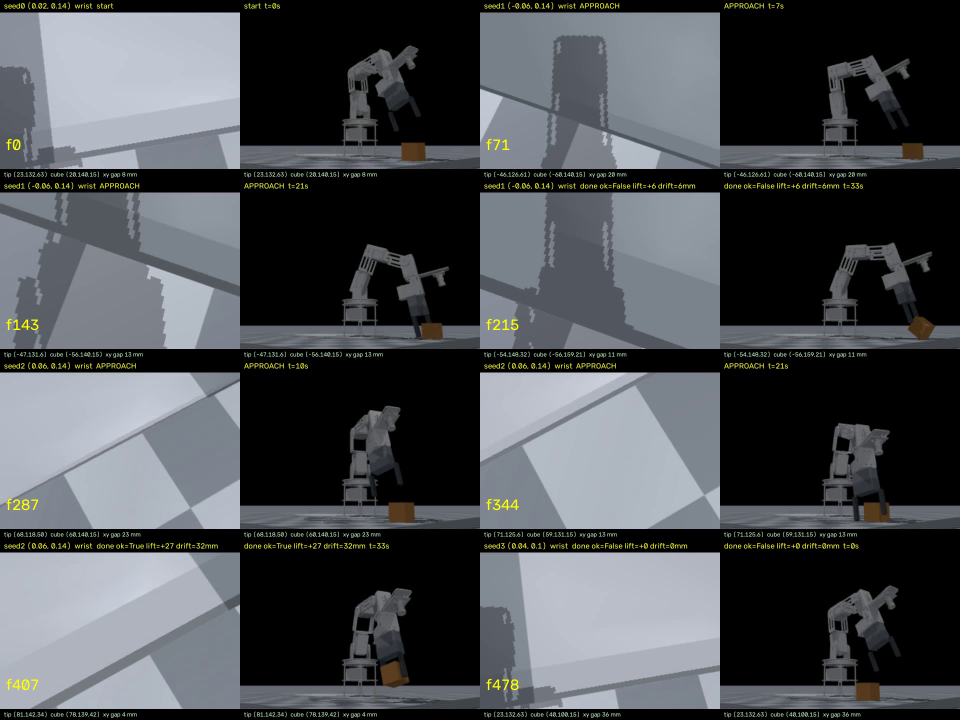 seed0 (0.02, 0.14) wrist start
start t=0s
seed1 (-0.06, 0.14) wrist APPROACH
APPROACH t=7s
f0
f71
tip (23,132,63) cube (20,140,15) xy gap 8 mm
tip (23,132,63) cube (20,140,15) xy gap 8 mm
tip (-46,126,61) cube (-60,140,15) xy gap 20 mm
tip (-46,126,61) cube (-60,140,15) xy gap 20 mm
seed1 (-0.06, 0.14) wrist APPROACH
APPROACH t=21s
seed1 (-0.06, 0.14) wrist done ok=False lift=+6 drift=6mm
done ok=False lift=+6 drift=6mm t=33s
f143
f215
tip (-47,131,6) cube (-56,140,15) xy gap 13 mm
tip (-47,131,6) cube (-56,140,15) xy gap 13 mm
tip (-54,148,32) cube (-56,159,21) xy gap 11 mm
tip (-54,148,32) cube (-56,159,21) xy gap 11 mm
seed2 (0.06, 0.14) wrist APPROACH
APPROACH t=10s
seed2 (0.06, 0.14) wrist APPROACH
APPROACH t=21s
f287
f344
tip (68,118,50) cube (60,140,15) xy gap 23 mm
tip (68,118,50) cube (60,140,15) xy gap 23 mm
tip (71,125,6) cube (59,131,15) xy gap 13 mm
tip (71,125,6) cube (59,131,15) xy gap 13 mm
seed2 (0.06, 0.14) wrist done ok=True lift=+27 drift=32mm
done ok=True lift=+27 drift=32mm t=33s
seed3 (0.04, 0.1) wrist done ok=False lift=+0 drift=0mm
done ok=False lift=+0 drift=0mm t=0s
f407
f478
tip (81,142,34) cube (78,139,42) xy gap 4 mm
tip (81,142,34) cube (78,139,42) xy gap 4 mm
tip (23,132,63) cube (40,100,15) xy gap 36 mm
tip (23,132,63) cube (40,100,15) xy gap 36 mm